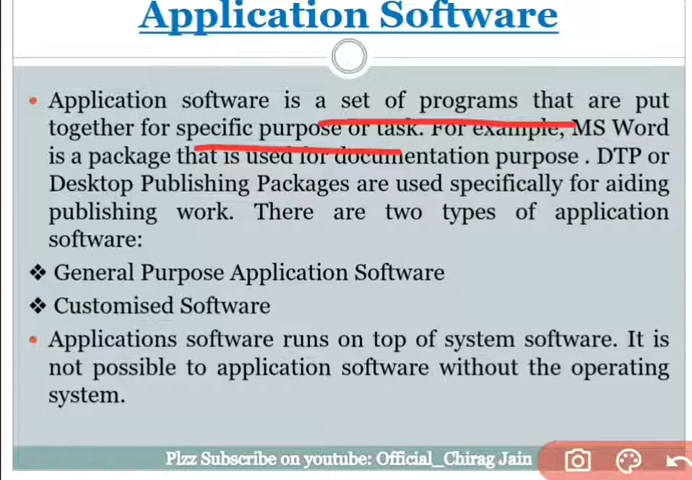 Application Software
• Application software is a set of programs that are put
together for specific purpose or task. For example, MS Word
is a package that is used for documentation purpose . DTP or
Desktop Publishing Packages are used specifically for aiding
publishing work. There are two types of application
software:
❖ General Purpose Application Software
❖ Customised Software
• Applications software runs on top of system software. It is
not possible to application software without the operating
system.
Plzz Subscribe on youtube: Official_Chirag Jain